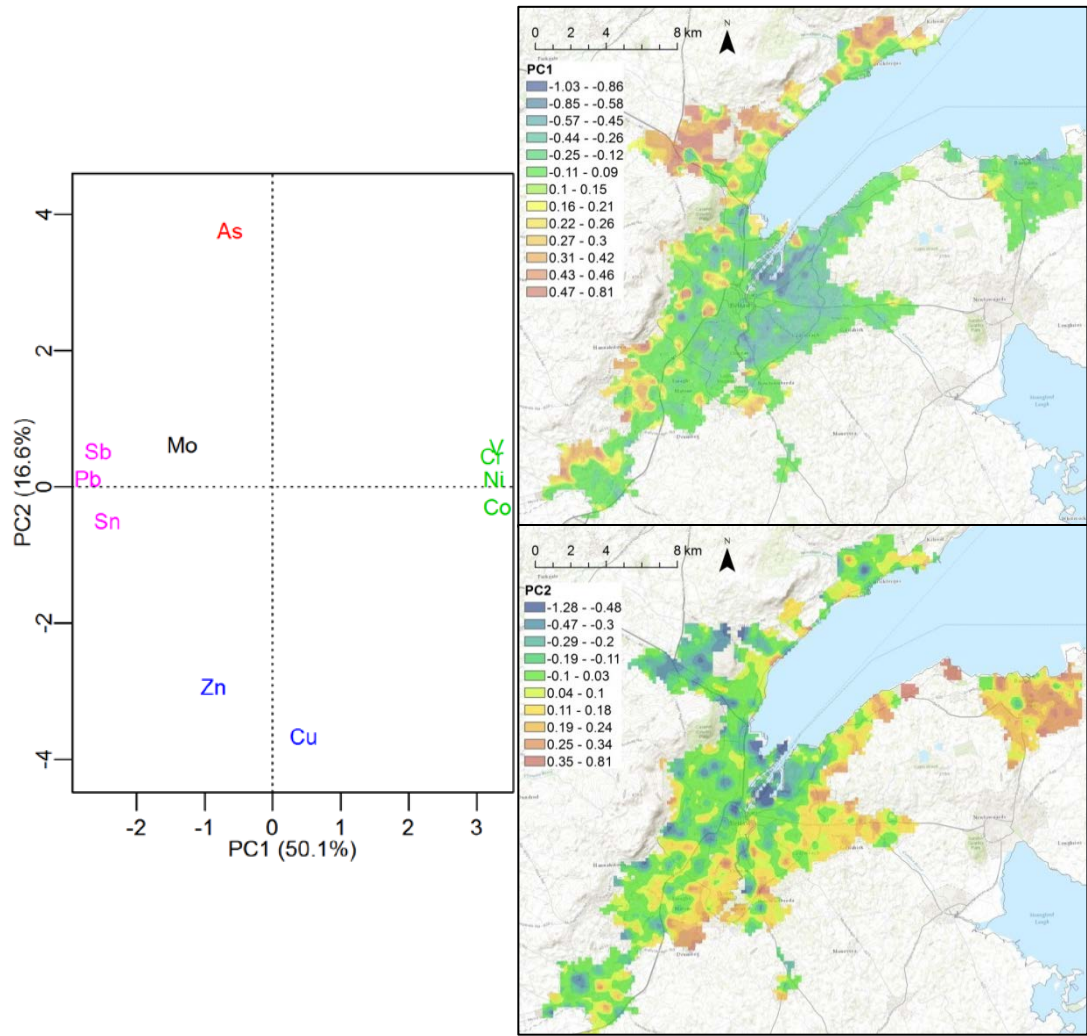 4
2
0
-2
-4
PC2 (16.6%)
As
Sb
Mo
Pb
Sn
V
Cr
Ni
Co
Zn
Cu
-2
-1
0
1
2
3
PC1 (50.1%)
0 2 4 8 km
N
PC1
-1.03 - -0.86
-0.85 - -0.58
-0.57 - -0.45
-0.44 - -0.26
-0.25 - -0.12
-0.11 - 0.09
0.1 - 0.15
0.16 - 0.21
0.22 - 0.26
0.27 - 0.3
0.31 - 0.42
0.43 - 0.46
0.47 - 0.81
0 2 4 8 km
N
PC2
-1.28 - -0.48
-0.47 - -0.3
-0.29 - -0.2
-0.19 - -0.11
-0.1 - 0.03
0.04 - 0.1
0.11 - 0.18
0.19 - 0.24
0.25 - 0.34
0.35 - 0.81